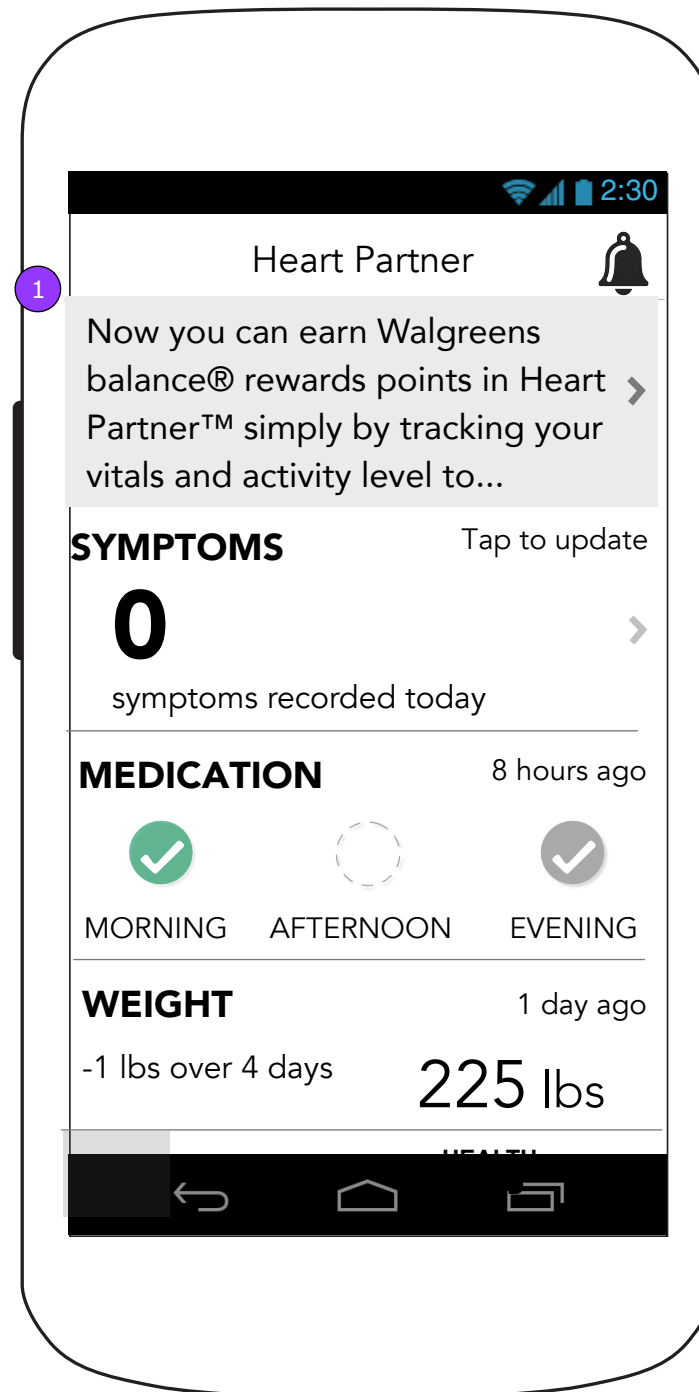 2:30
Heart Partner
1
Now you can earn Walgreens
balance® rewards points in Heart
Partner™ simply by tracking your
vitals and activity level to...
SYMPTOMS Tap to update
0
symptoms recorded today
MEDICATION 8 hours ago
MORNING AFTERNOON EVENING
WEIGHT 1 day ago
-1 lbs over 4 days 225 lbs
HEALTH